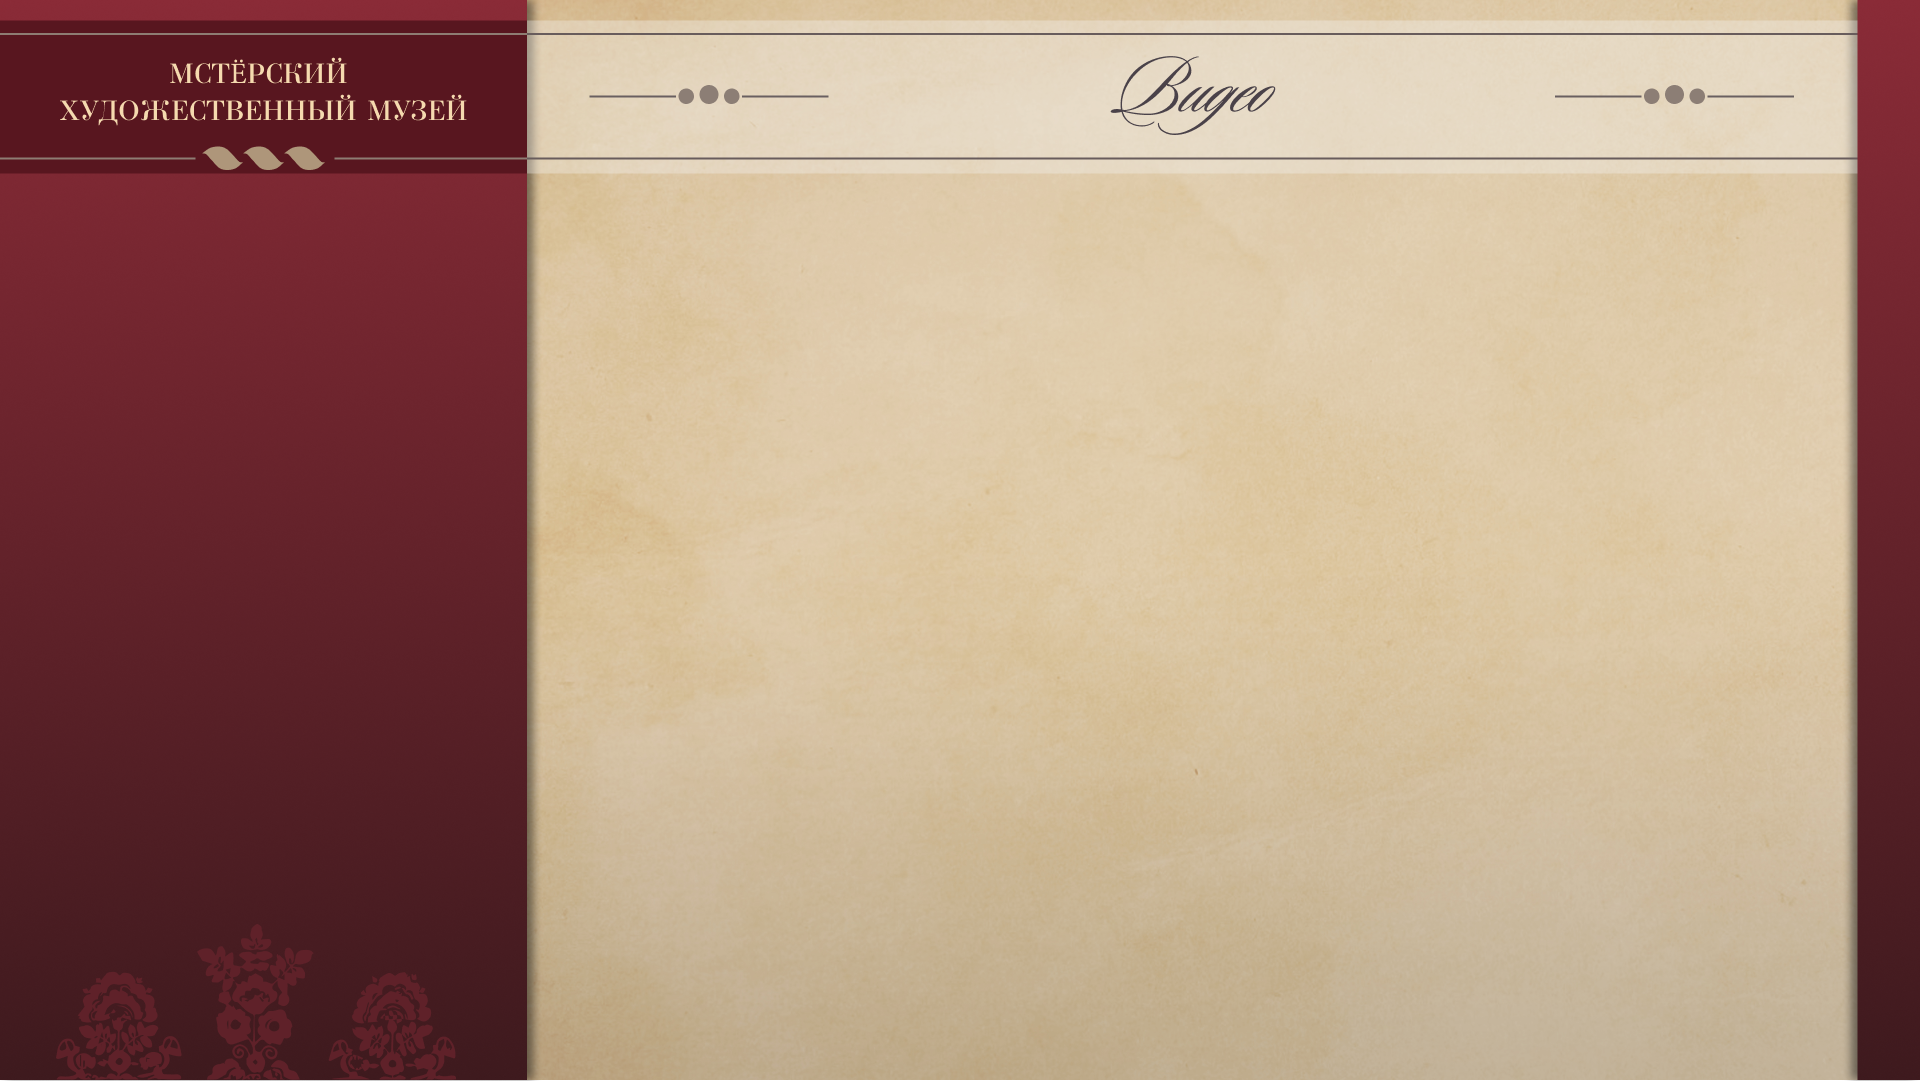 МСТЁРСКИЙ
ХУДОЖЕСТВЕННЫЙ МУЗЕЙ
Видео